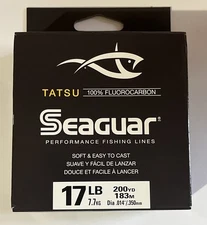 TATSU 100% FLUOROCARBON
Seaguar
PERFORMANCE FISHING LINES
SOFT & EASY TO CAST
SUAVE Y FÁCIL DE LANZAR
DOUCE ET FACILE À LANCER
17LB 200YD
7.7KG 183M
Dia .014"/.350mm